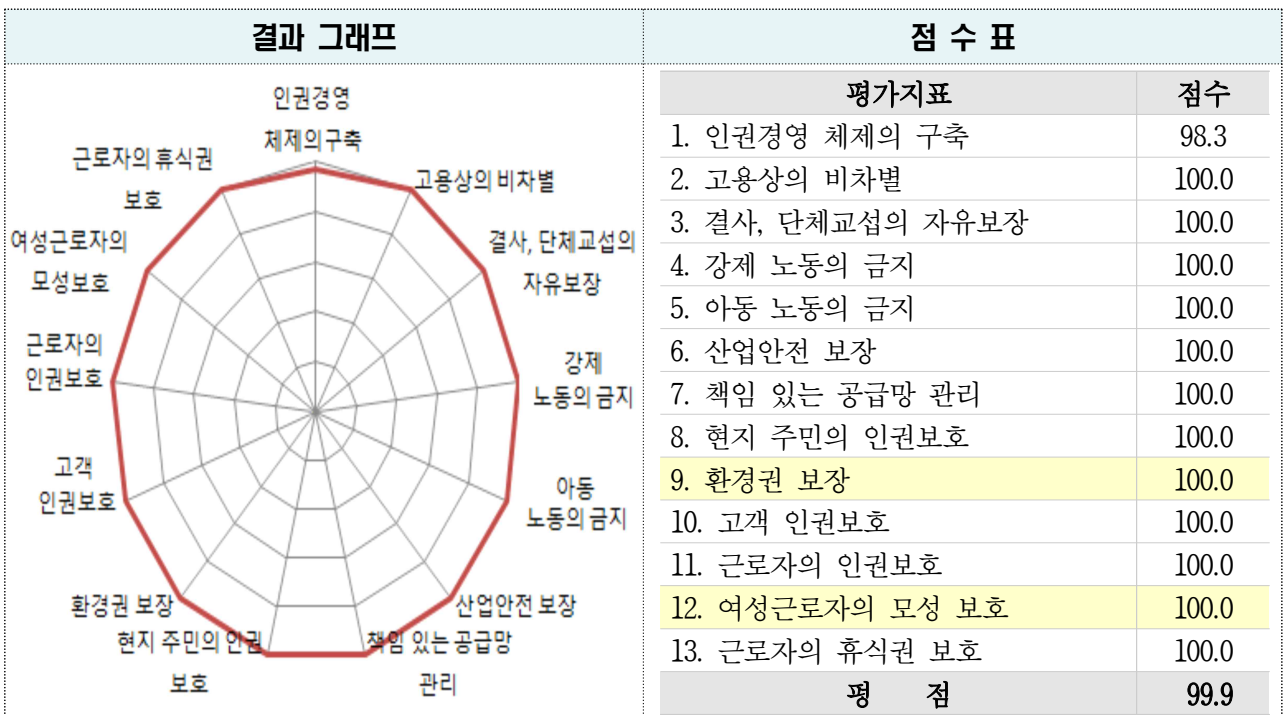 결과 그래프
인권경영
체제의구축
고용상의 비차별
결사, 단체교섭의
자유보장
강제
노동의 금지
아동
노동의 금지
산업안전 보장
책임 있는 공급망
관리
현지 주민의 인권
보호
환경권 보장
고객
인권보호
근로자의
인권보호
여성근로자의
모성보호
근로자의 휴식권
보호
점 수 표
평가지표 점수
1. 인권경영 체제의 구축 98.3
2. 고용상의 비차별 100.0
3. 결사, 단체교섭의 자유보장 100.0
4. 강제 노동의 금지 100.0
5. 아동 노동의 금지 100.0
6. 산업안전 보장 100.0
7. 책임 있는 공급망 관리 100.0
8. 현지 주민의 인권보호 100.0
9. 환경권 보장 100.0
10. 고객 인권보호 100.0
11. 근로자의 인권보호 100.0
12. 여성근로자의 모성 보호 100.0
13. 근로자의 휴식권 보호 100.0
평 점 99.9